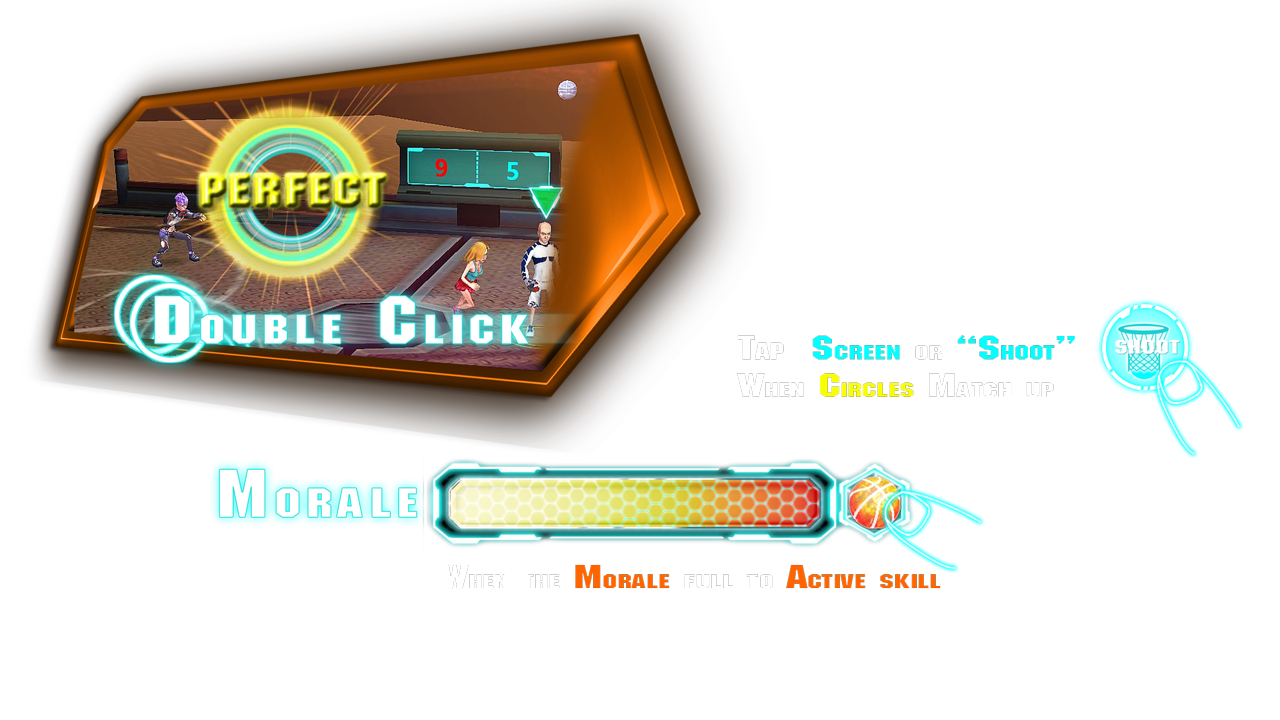 9 5
PERFECT
DOUBLE CLICK
TAP SCREEN OR “SHOOT”
SHOOT
WHEN CIRCLES MATCH UP
MORALE
WHEN THE MORALE FULL TO ACTIVE SKILL